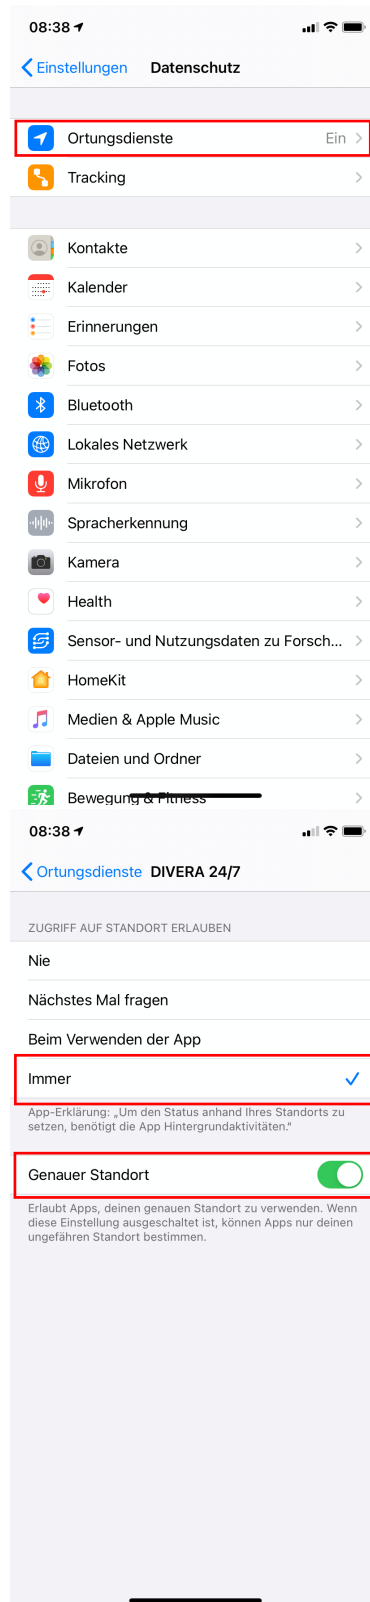 08:38
Einstellungen Datenschutz
Ortungsdienste Ein
Tracking
Kontakte
Kalender
Erinnerungen
Fotos
Bluetooth
Lokales Netzwerk
Mikrofon
Spracherkennung
Kamera
Health
Sensor- und Nutzungsdaten zu Forsch...
HomeKit
Medien & Apple Music
Dateien und Ordner
Bewegung & Fitness
08:38
Ortungsdienste DIVERA 24/7
ZUGRIFF AUF STANDORT ERLAUBEN
Nie
Nächstes Mal fragen
Beim Verwenden der App
Immer
App-Erklärung: „Um den Status anhand Ihres Standorts zu
setzen, benötigt die App Hintergrundaktivitäten."
Genauer Standort
Erlaubt Apps, deinen genauen Standort zu verwenden. Wenn
diese Einstellung ausgeschaltet ist, können Apps nur deinen
ungefähren Standort bestimmen.